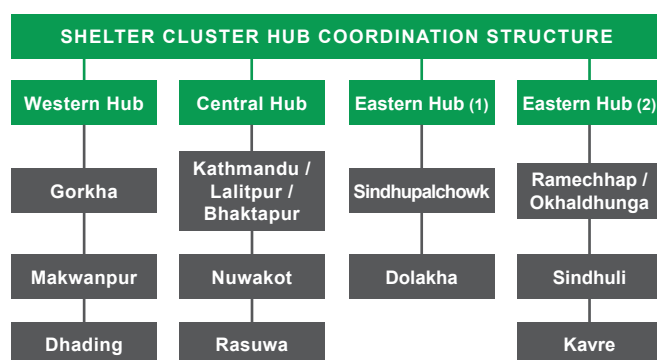 SHELTER CLUSTER HUB COORDINATION STRUCTURE
Western Hub
Central Hub
Eastern Hub (1)
Eastern Hub (2)
Gorkha
Kathmandu /
Lalitpur /
Bhaktapur
Sindhupalchowk
Ramechhap /
Okhaldhunga
Makwanpur
Nuwakot
Dolakha
Sindhuli
Dhading
Rasuwa
Kavre